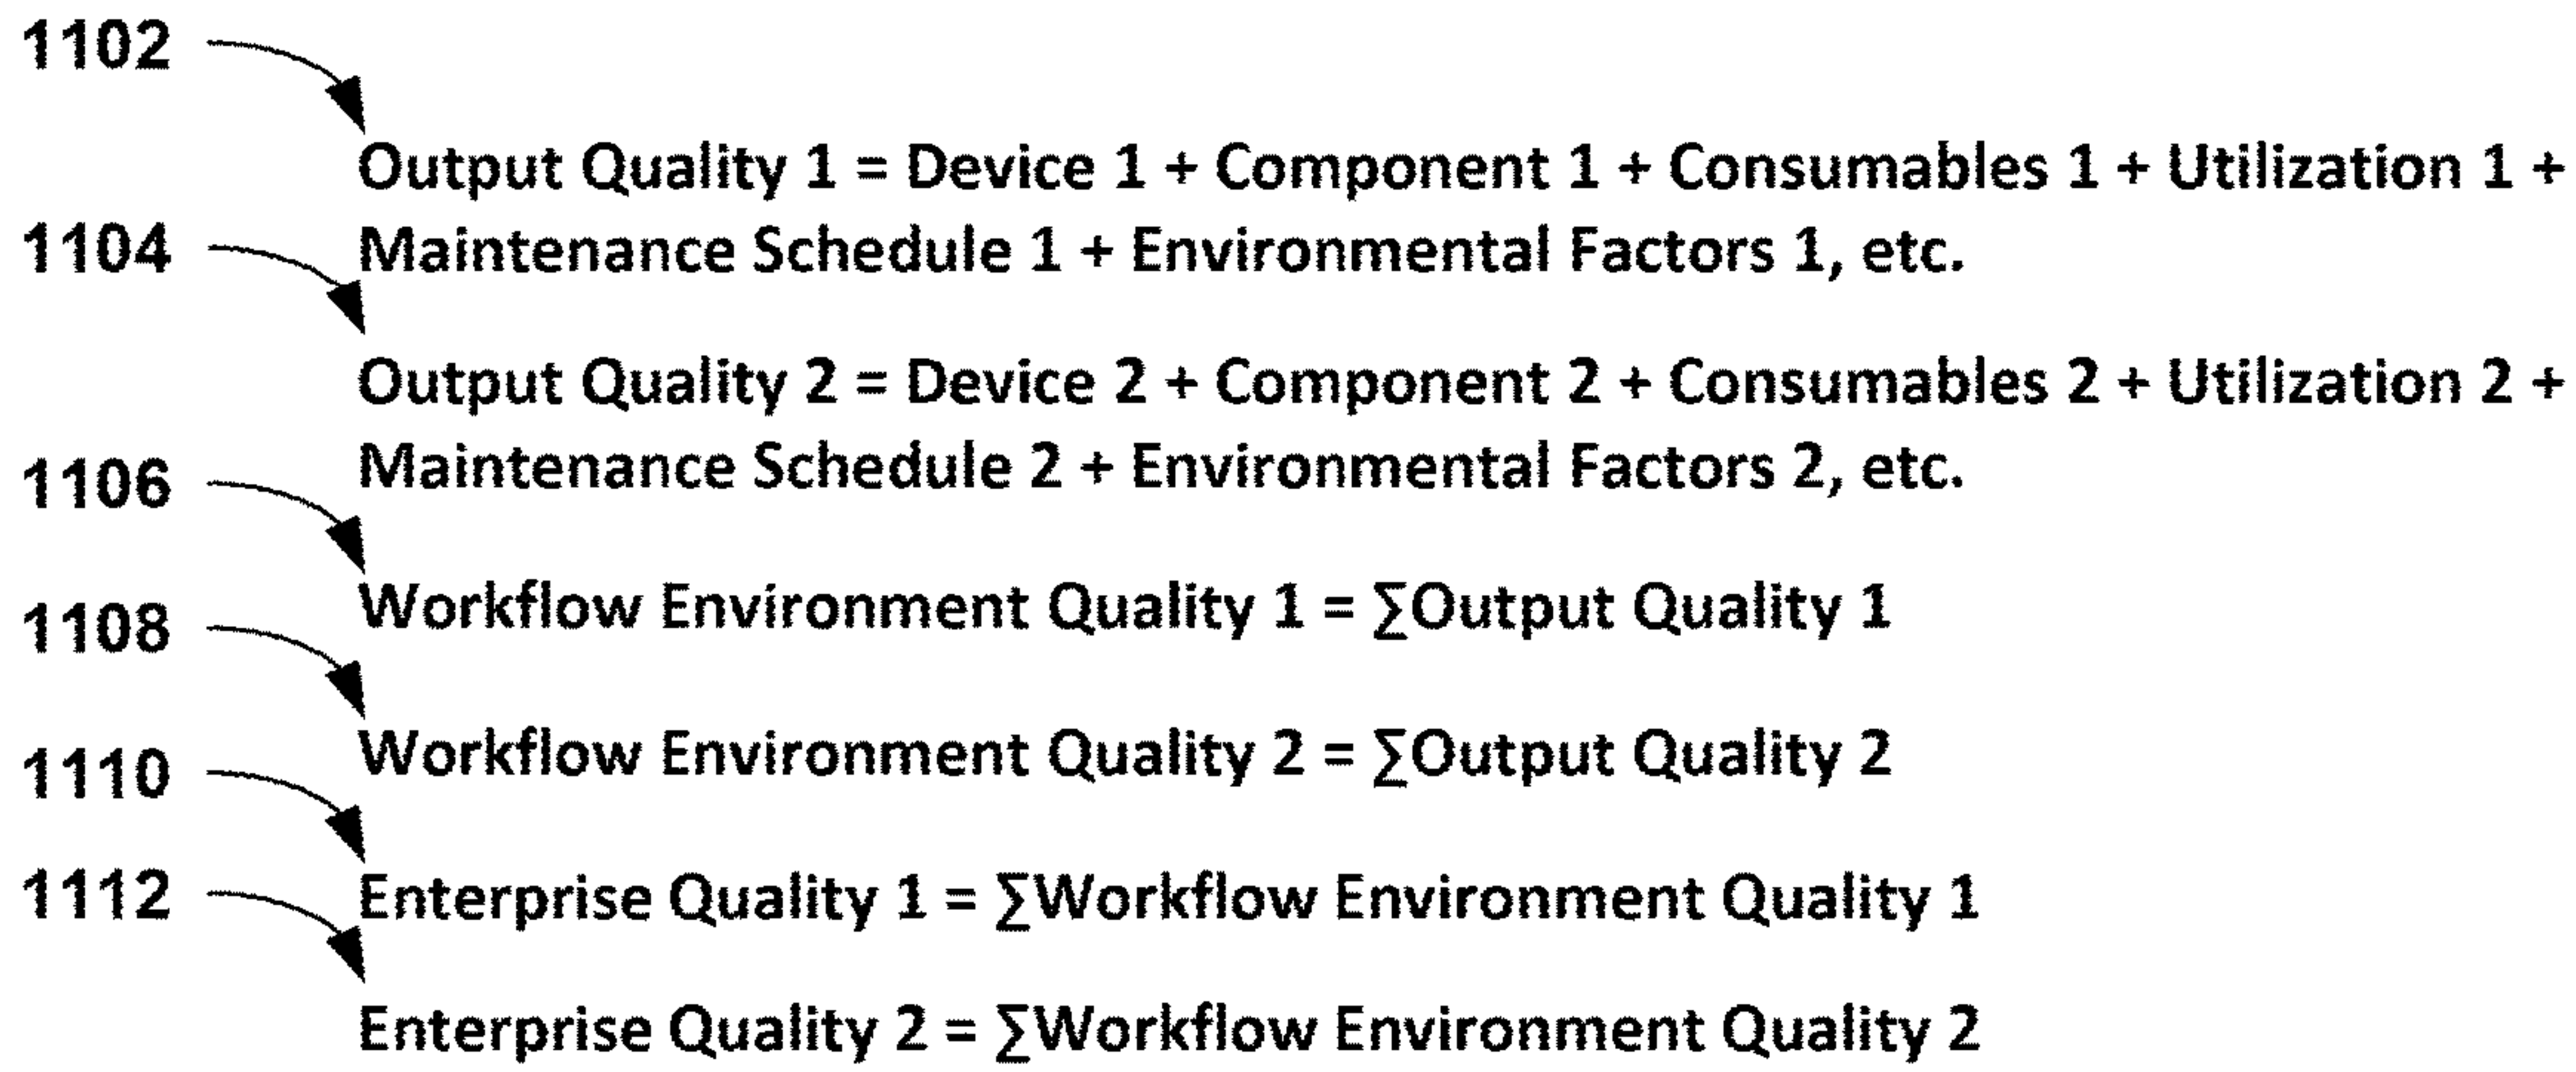 1102
Output Quality 1 = Device 1 + Component 1 + Consumables 1 + Utilization 1 +
Maintenance Schedule 1 + Environmental Factors 1, etc.
1104
Output Quality 2 = Device 2 + Component 2 + Consumables 2 + Utilization 2 +
Maintenance Schedule 2 + Environmental Factors 2, etc.
1106
Workflow Environment Quality 1 = ∑Output Quality 1
1108
Workflow Environment Quality 2 = ∑Output Quality 2
1110
Enterprise Quality 1 = ∑Workflow Environment Quality 1
1112
Enterprise Quality 2 = ∑Workflow Environment Quality 2